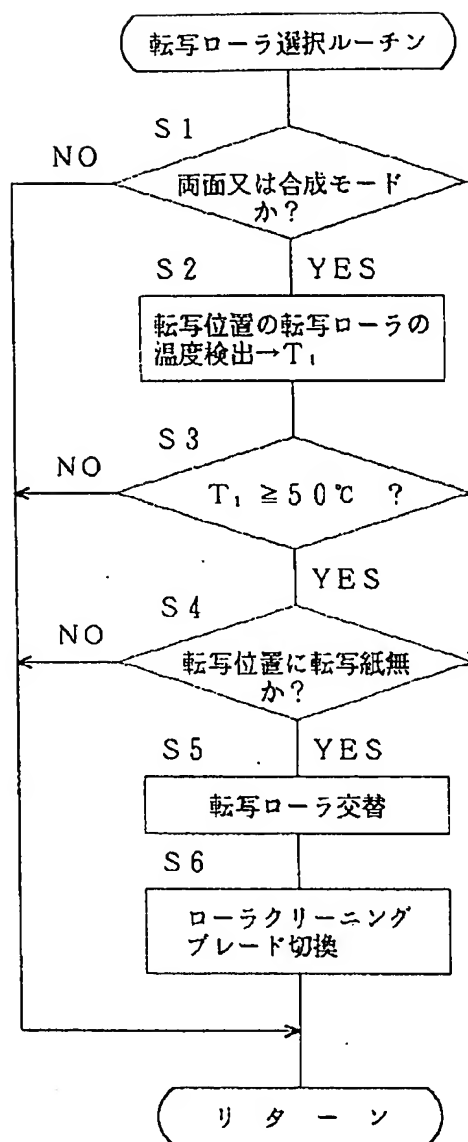 転写ローラ選択ルーチン
S1
NO
両面又は合成モード
か?
S2
YES
転写位置の転写ローラの
温度検出→T₁
S3
NO
T₁≧50℃ ?
YES
S4
NO
転写位置に転写紙無
か?
S5
YES
転写ローラ交替
S6
ローラクリーニング
ブレード切換
リターン